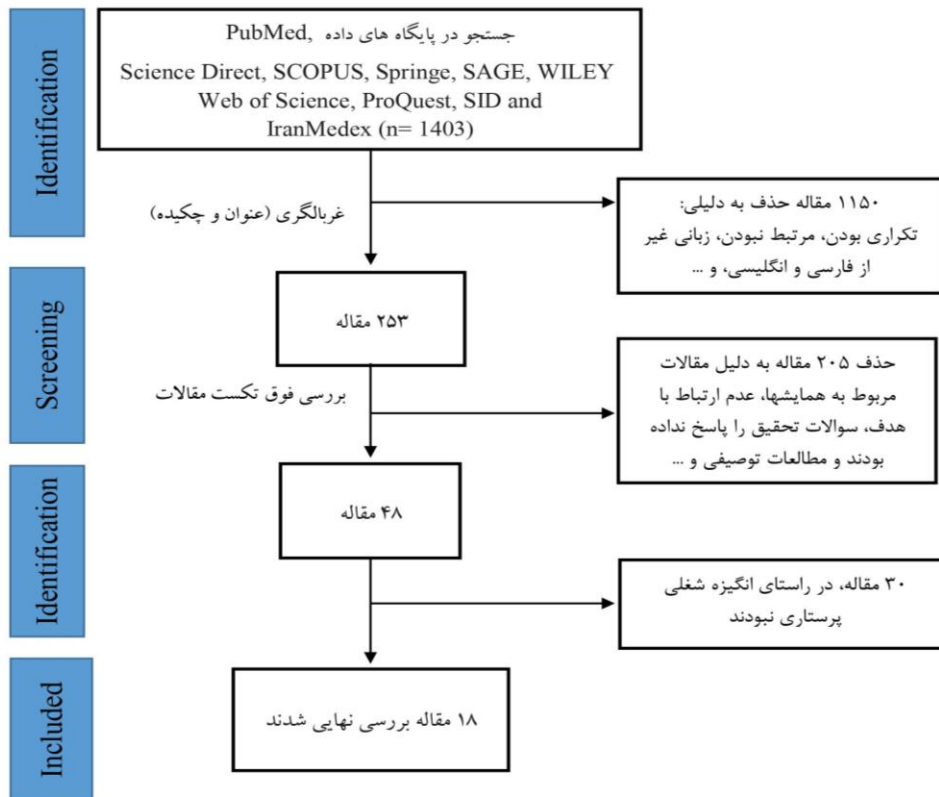 Identification
جستجو در پایگاه های داده PubMed,
Science Direct, SCOPUS, Springe, SAGE, WILEY
Web of Science, ProQuest, SID and
IranMedex (n= 1403)
غربالگری (عنوان و چکیده)
۱۱۵۰ مقاله حذف به دلیلی:
تکراری بودن، مرتبط نبودن، زبانی غیر
از فارسی و انگلیسی، و ...
Screening
۲۵۳ مقاله
بررسی فوق تکست مقالات
حذف ۲۰۵ مقاله به دلیل مقالات
مربوط به همایشها، عدم ارتباط با
هدف، سوالات تحقیق را پاسخ نداده
بودند و مطالعات توصیفی و ...
Identification
۴۸ مقاله
۳۰ مقاله، در راستای انگیزه شغلی
پرستاری نبودند
Included
۱۸ مقاله بررسی نهایی شدند